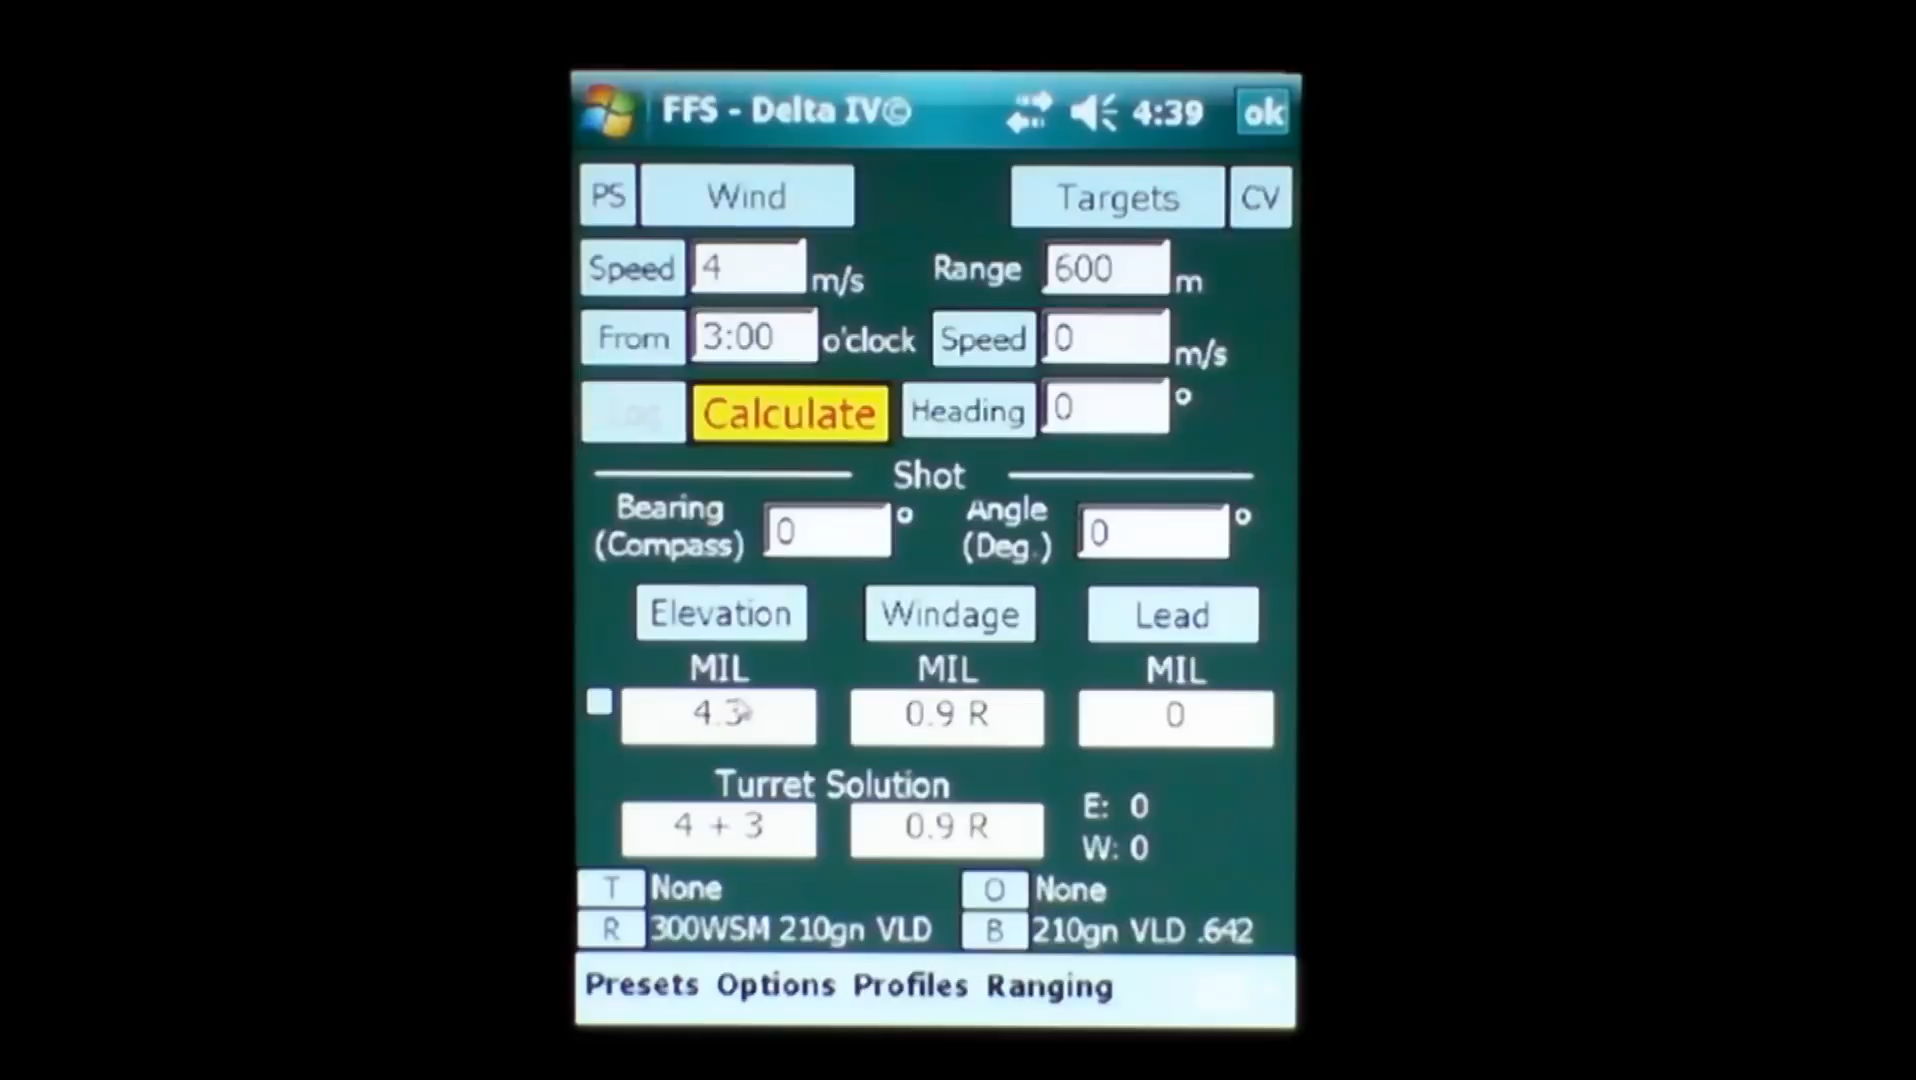 FFS - Delta IV© 4:39 ok
PS Wind Targets CV
Speed 4 m/s Range 600 m
From 3:00 o'clock Speed 0 m/s
Log Calculate Heading 0 °
Shot
Bearing (Compass) 0 ° Angle (Deg.) 0 °
Elevation Windage Lead
MIL MIL MIL
4.3 0.9 R 0
Turret Solution
4 + 3 0.9 R E: 0
W: 0
T None O None
R 300WSM 210gn VLD B 210gn VLD .642
Presets Options Profiles Ranging